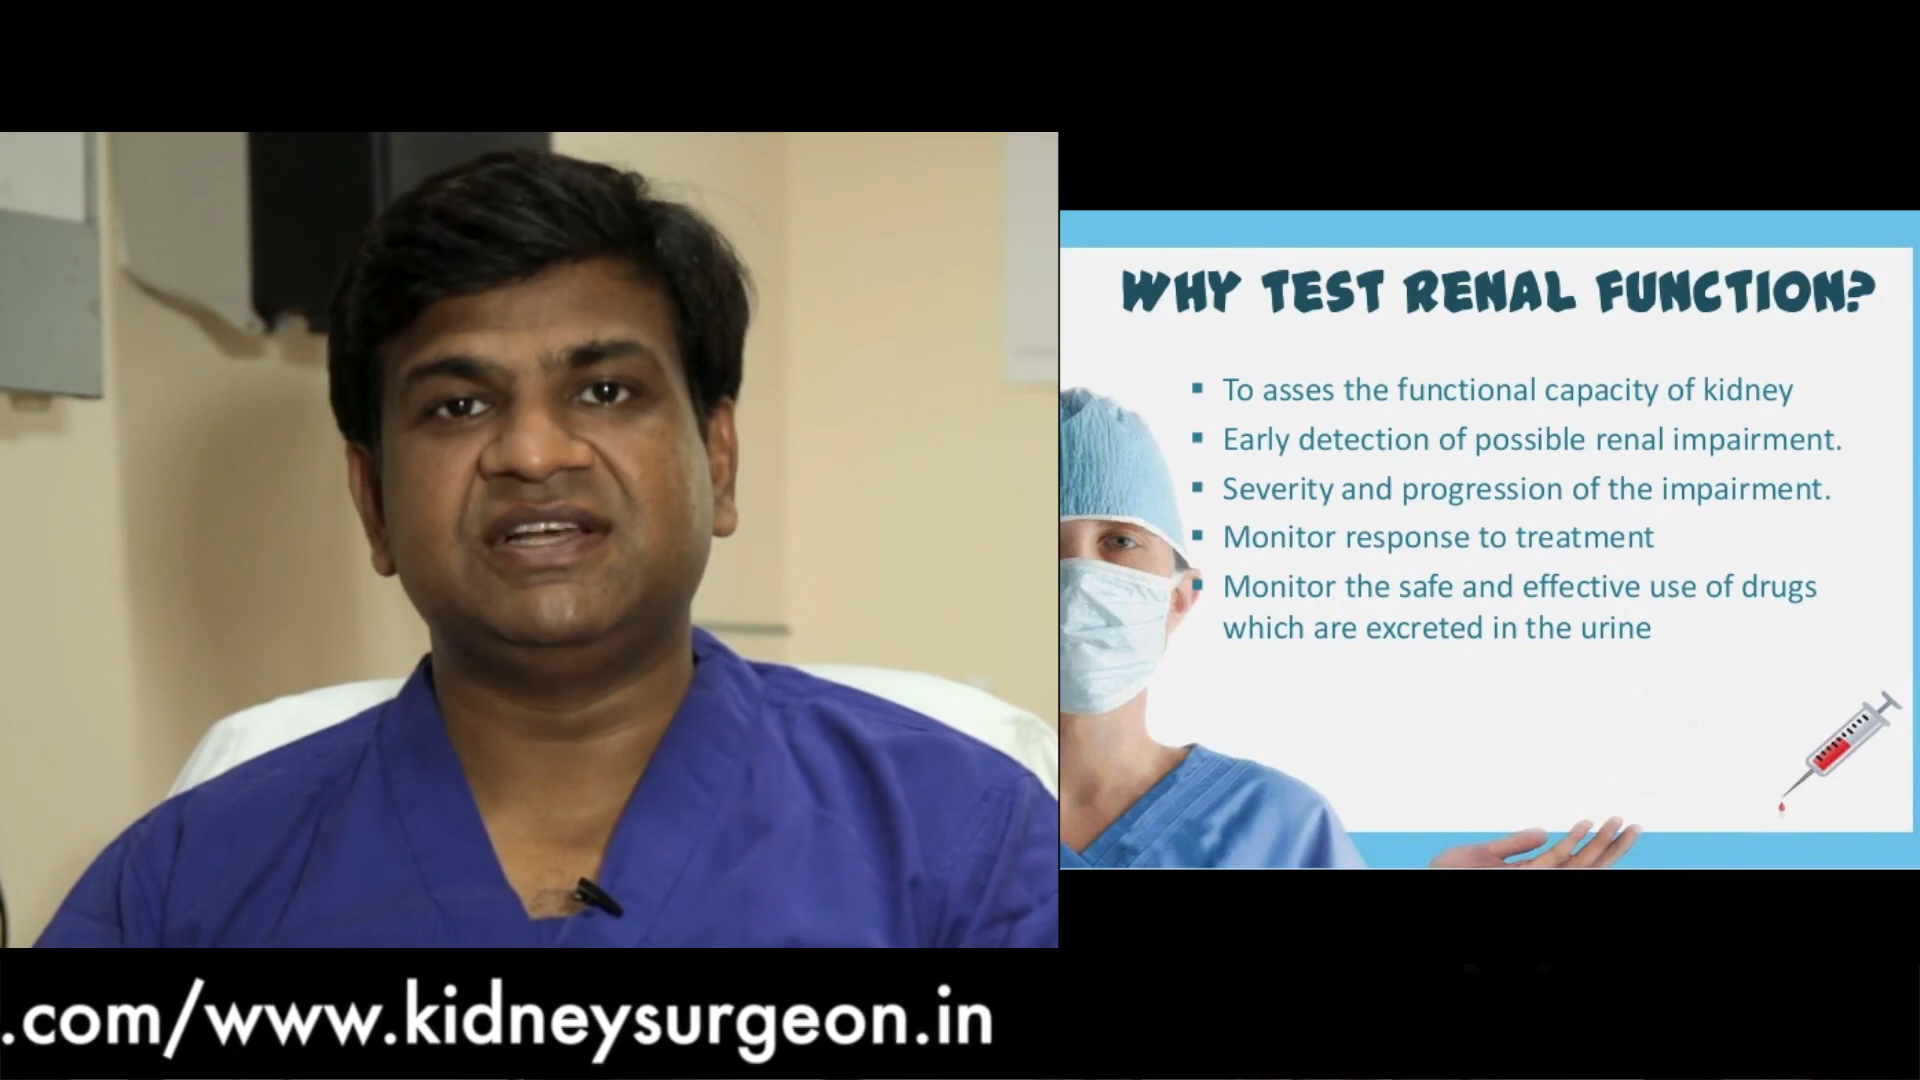 WHY TEST RENAL FUNCTION?
▪ To asses the functional capacity of kidney
▪ Early detection of possible renal impairment.
▪ Severity and progression of the impairment.
▪ Monitor response to treatment
▪ Monitor the safe and effective use of drugs
which are excreted in the urine
.com/www.kidneysurgeon.in